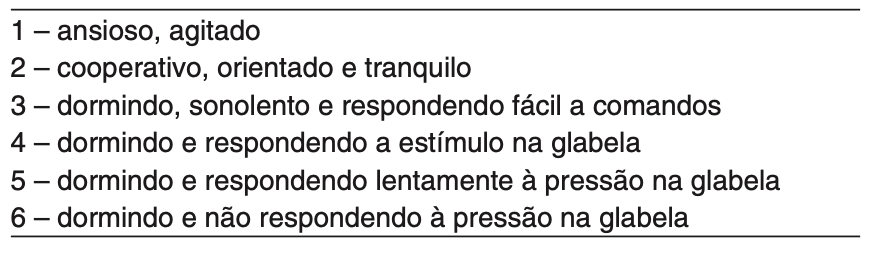 1 – ansioso, agitado
2 – cooperativo, orientado e tranquilo
3 – dormindo, sonolento e respondendo fácil a comandos
4 – dormindo e respondendo a estímulo na glabela
5 – dormindo e respondendo lentamente à pressão na glabela
6 – dormindo e não respondendo à pressão na glabela